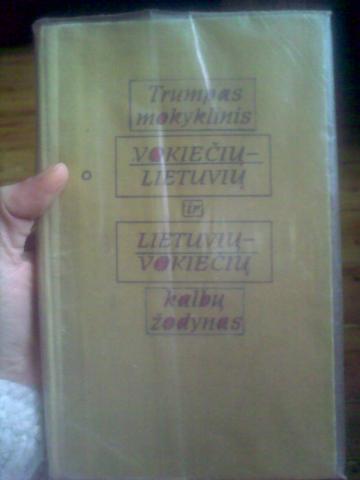 Trumpas
mokyklinis
VOKIEČIŲ–
LIETUVIŲ
ir
LIETUVIŲ–
VOKIEČIŲ
kalbų
žodynas